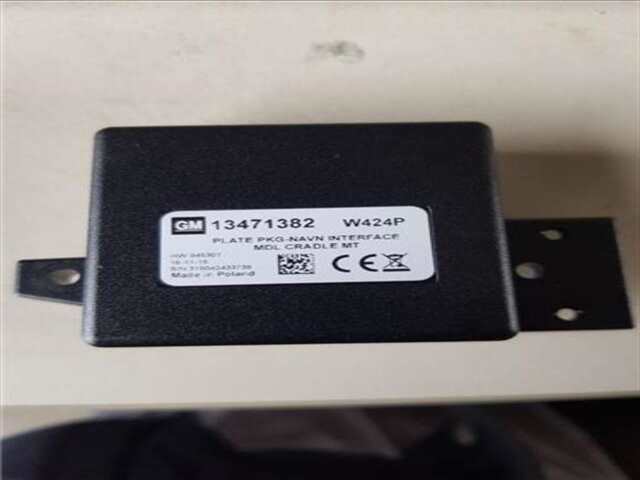 GM 13471382 W424P
PLATE PKG-NAVN INTERFACE
MDL CRADLE MT
Made in Poland